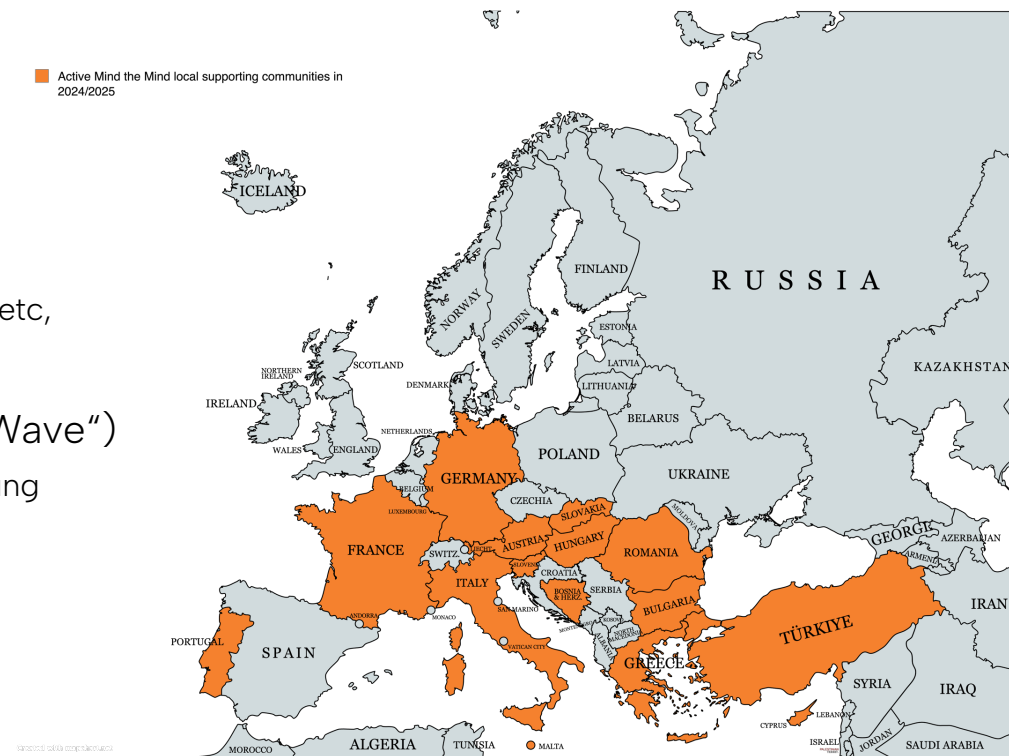 Active Mind the Mind local supporting communities in
2024/2025
ICELAND
etc,
Wave“)
ng
RUSSIA
FINLAND
NORWAY
SWEDEN
ESTONIA
LATVIA
LITHUANIA
KAZAKHSTAN
SCOTLAND
NORTHERN
IRELAND
IRELAND
DENMARK
WALES
ENGLAND
NETHERLANDS
BELGIUM
LUXEMBOURG
GERMANY
POLAND
BELARUS
UKRAINE
CZECHIA
SLOVAKIA
MOLDOVA
FRANCE
SWITZ.
LIECHT.
AUSTRIA
HUNGARY
ROMANIA
GEORGIA
AZERBAIJAN
ARMENIA
ITALY
SLOVENIA
CROATIA
BOSNIA
& HERZ.
SERBIA
SAN MARINO
MONACO
ANDORRA
MONTENEGRO
KOSOVO
NORTH
MACEDONIA
ALBANIA
BULGARIA
VATICAN CITY
PORTUGAL
SPAIN
GREECE
TÜRKIYE
IRAN
SYRIA
IRAQ
CYPRUS
LEBANON
ISRAEL
JORDAN
SAUDI ARABIA
MOROCCO
ALGERIA
TUNISIA
MALTA